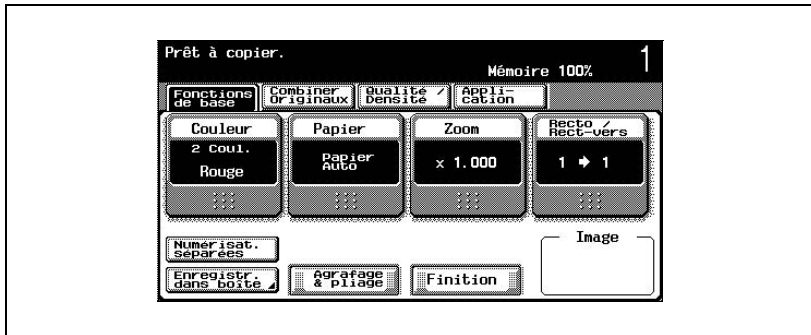 Prêt à copier.
Mémoire 100%
1
Fonctions de base
Combiner Originaux
Qualité / Densité
Appli-cation
Couleur
Papier
Zoom
Recto / Rect-vers
2 Coul.
Rouge
Papier Auto
x 1.000
1 ➔ 1
Numérisat. séparées
Image
Enregistr. dans boîte
Agrafage & pliage
Finition